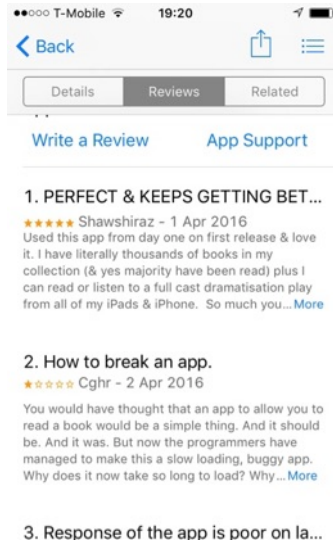 T-Mobile 19:20
Back
Details Reviews Related
Write a Review App Support
1. PERFECT & KEEPS GETTING BET...
Shawshiraz - 1 Apr 2016
Used this app from day one on first release & love
it. I have literally thousands of books in my
collection (& yes majority have been read) plus I
can read or listen to a full cast dramatisation play
from all of my iPads & iPhone. So much you... More
2. How to break an app.
Cghr - 2 Apr 2016
You would have thought that an app to allow you to
read a book would be a simple thing. And it should
be. And it was. But now the programmers have
managed to make this a slow loading, buggy app.
Why does it now take so long to load? Why... More
3. Response of the app is poor on la...